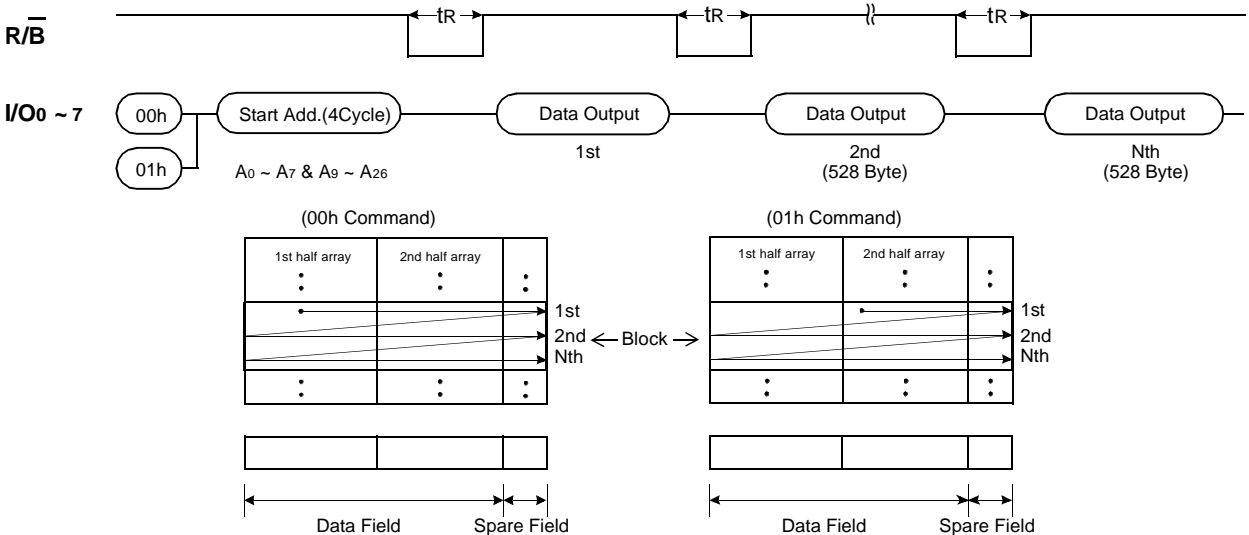 tR tR tR
R/B
I/O0 ~ 7 00h Start Add.(4Cycle) Data Output Data Output Data Output
01h A0 ~ A7 & A9 ~ A26 1st 2nd Nth
(528 Byte) (528 Byte)
(00h Command) (01h Command)
1st half array 2nd half array 1st half array 2nd half array
1st 1st
2nd Block 2nd
Nth Nth
Data Field Spare Field Data Field Spare Field